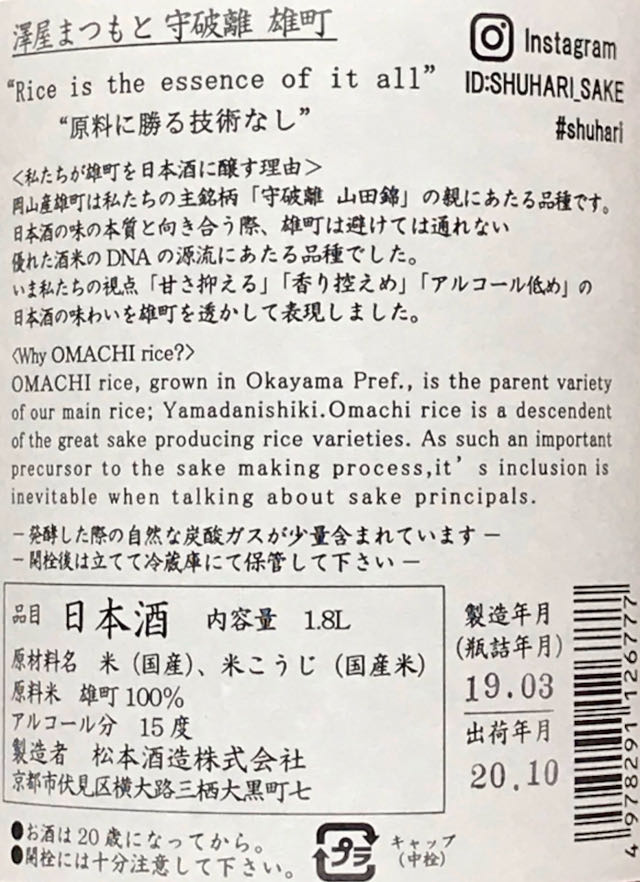 澤屋まつもと 守破離 雄町
Instagram
ID:SHUHARI_SAKE
#shuhari
“Rice is the essence of it all”
“原料に勝る技術なし”
<私たちが雄町を日本酒に醸す理由>
岡山産雄町は私たちの主銘柄「守破離 山田錦」の親にあたる品種です。
日本酒の味の本質と向き合う際、雄町は避けては通れない
優れた酒米のDNAの源流にあたる品種でした。
いま私たちの視点「甘さ抑える」「香り控えめ」「アルコール低め」の
日本酒の味わいを雄町を透かして表現しました。
<Why OMACHI rice?>
OMACHI rice, grown in Okayama Pref., is the parent variety
of our main rice; Yamadanishiki.Omachi rice is a descendent
of the great sake producing rice varieties. As such an important
precursor to the sake making process,it’s inclusion is
inevitable when talking about sake principals.
－発酵した際の自然な炭酸ガスが少量含まれています－
－開栓後は立てて冷蔵庫にて保管して下さい－
品目 日本酒 内容量 1.8L
原材料名 米（国産）、米こうじ（国産米）
原料米 雄町100%
アルコール分 15度
製造者 松本酒造株式会社
京都市伏見区横大路三栖大黒町七
製造年月
(瓶詰年月)
19.03
出荷年月
20.10
4 978291 126777
●お酒は20歳になってから。
●開栓には十分注意して下さい。
プラ
キャップ
(中栓)